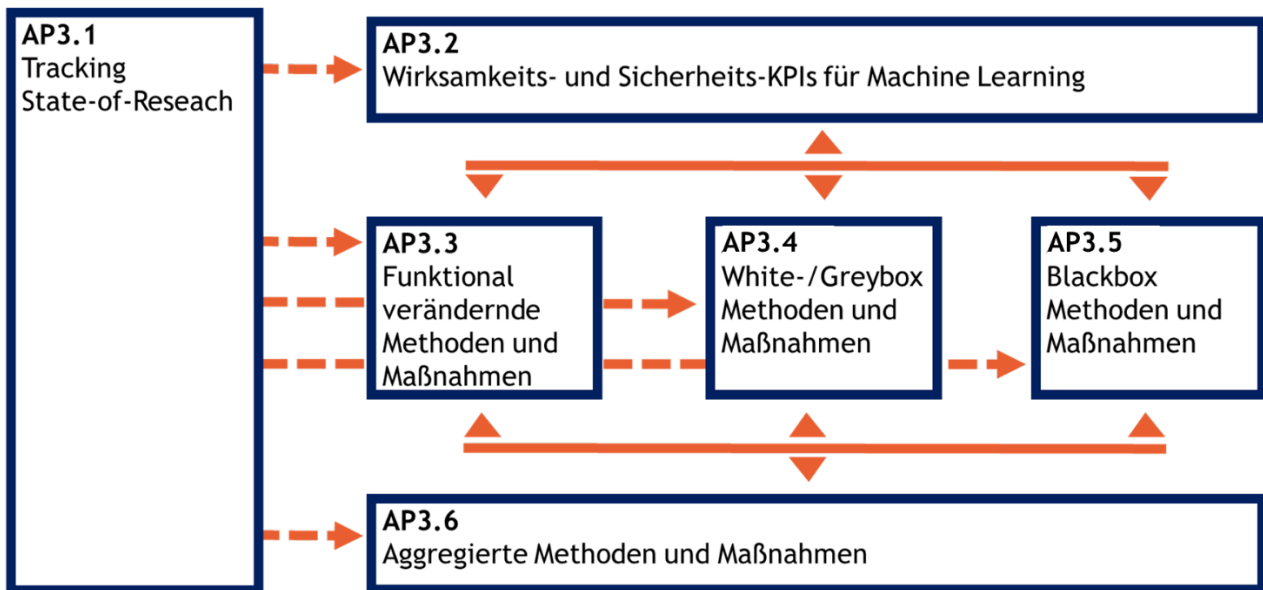 AP3.1
Tracking
State-of-Reseach
AP3.2
Wirksamkeits- und Sicherheits-KPIs für Machine Learning
AP3.3
Funktional
verändernde
Methoden und
Maßnahmen
AP3.4
White-/Greybox
Methoden und
Maßnahmen
AP3.5
Blackbox
Methoden und
Maßnahmen
AP3.6
Aggregierte Methoden und Maßnahmen